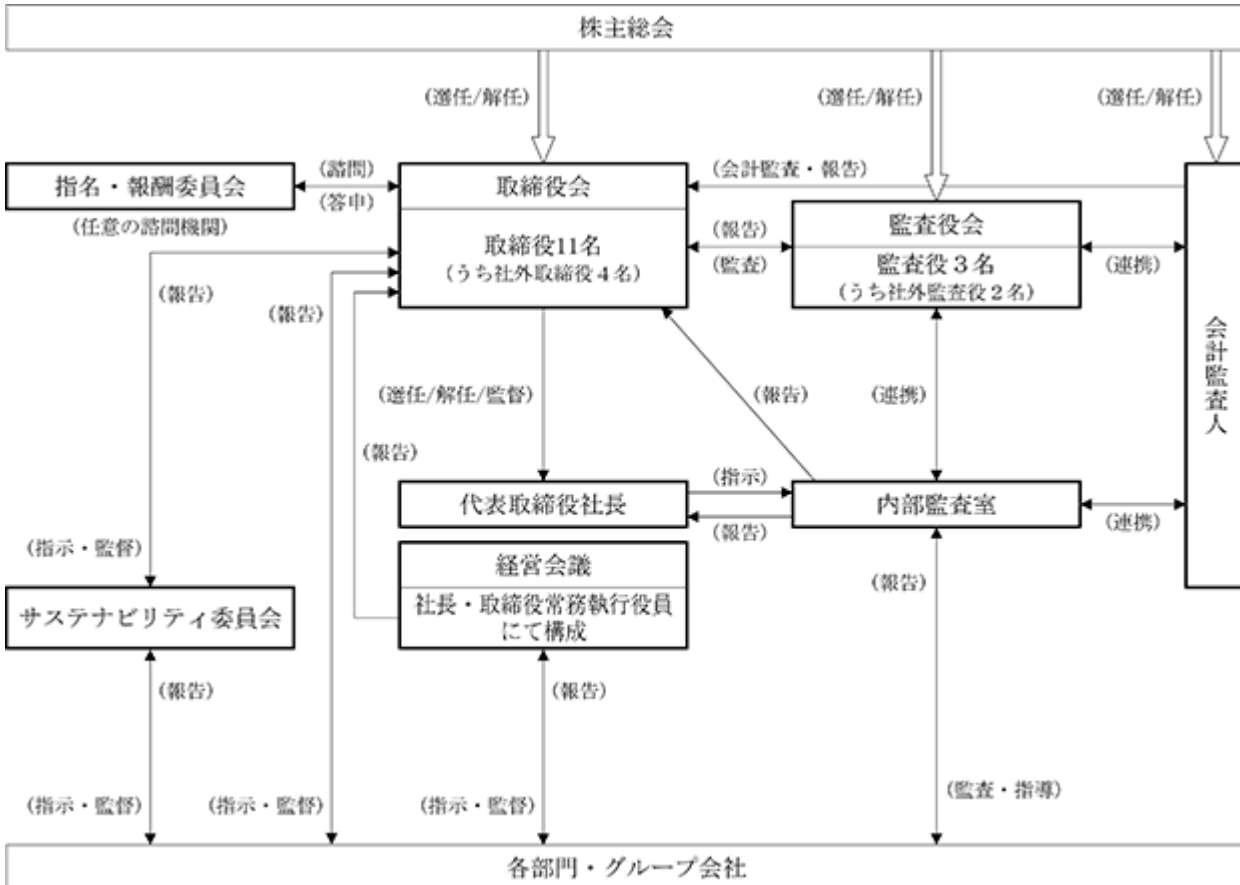 株主総会
(選任/解任)
(選任/解任)
(選任/解任)
指名・報酬委員会
(任意の諮問機関)
(諮問)
(答申)
取締役会
取締役11名
(うち社外取締役4名)
(会計監査・報告)
(報告)
(監査)
監査役会
監査役3名
(うち社外監査役2名)
(連携)
会計監査人
(報告)
(報告)
(選任/解任/監督)
(報告)
(報告)
(連携)
代表取締役社長
(指示)
(報告)
内部監査室
(連携)
(指示・監督)
サステナビリティ委員会
経営会議
社長・取締役常務執行役員
にて構成
(報告)
(報告)
(報告)
(指示・監督)
(指示・監督)
(指示・監督)
(監査・指導)
各部門・グループ会社